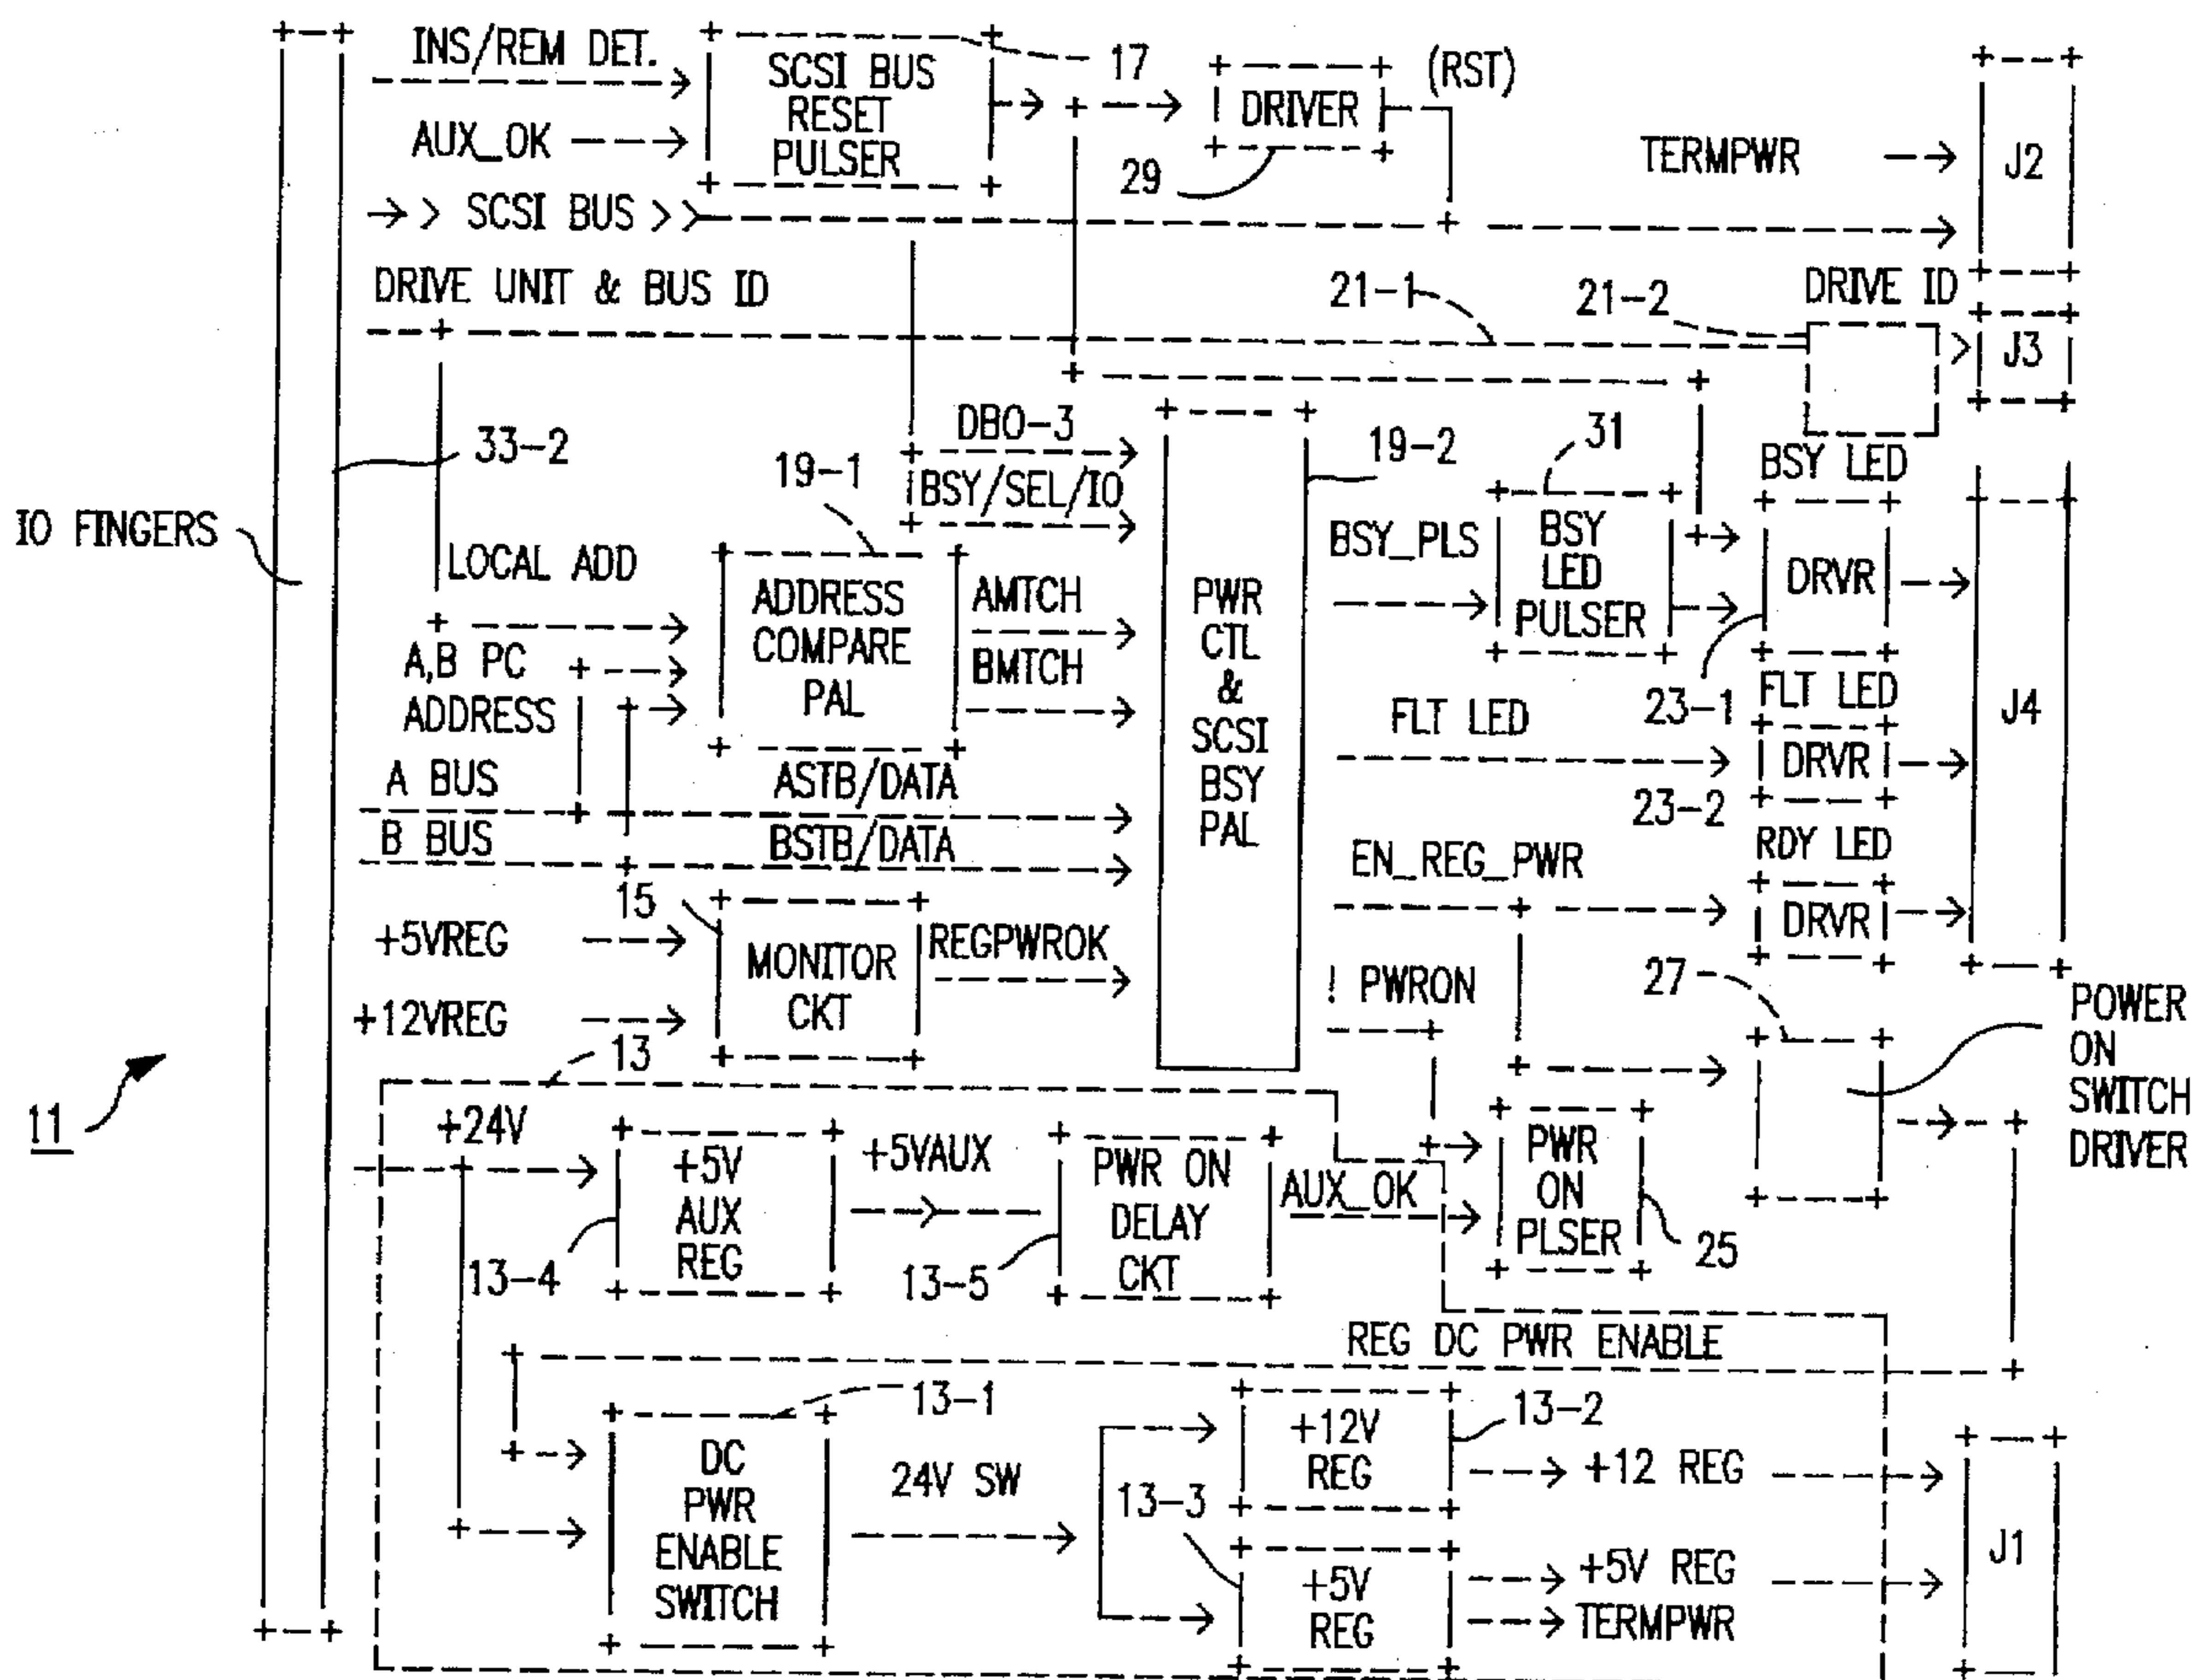 INS/REM DET.
AUX_OK
SCSI BUS
RESET
PULSER
17
DRIVER
(RST)
29
TERMPWR
J2
SCSI BUS
DRIVE UNIT & BUS ID
21-1
21-2
DRIVE ID
J3
33-2
IO FINGERS
DB0-3
BSY/SEL/IO
19-1
19-2
31
BSY LED
LOCAL ADD
A,B PC
ADDRESS
ADDRESS
COMPARE
PAL
AMTCH
BMTCH
PWR
CTL
&
SCSI
BSY
PAL
BSY_PLS
BSY
LED
PULSER
DRVR
23-1
FLT LED
FLT LED
DRVR
23-2
J4
A BUS
ASTB/DATA
B BUS
BSTB/DATA
EN_REG_PWR
RDY LED
DRVR
15
+5VREG
+12VREG
MONITOR
CKT
REGPWROK
! PWRON
27
POWER
ON
SWITCH
DRIVER
13
11
+24V
+5V
AUX
REG
13-4
+5VAUX
PWR ON
DELAY
CKT
13-5
AUX_OK
PWR
ON
PLSER
25
REG DC PWR ENABLE
13-1
DC
PWR
ENABLE
SWITCH
24V SW
+12V
REG
13-2
+12 REG
13-3
+5V
REG
+5V REG
TERMPWR
J1